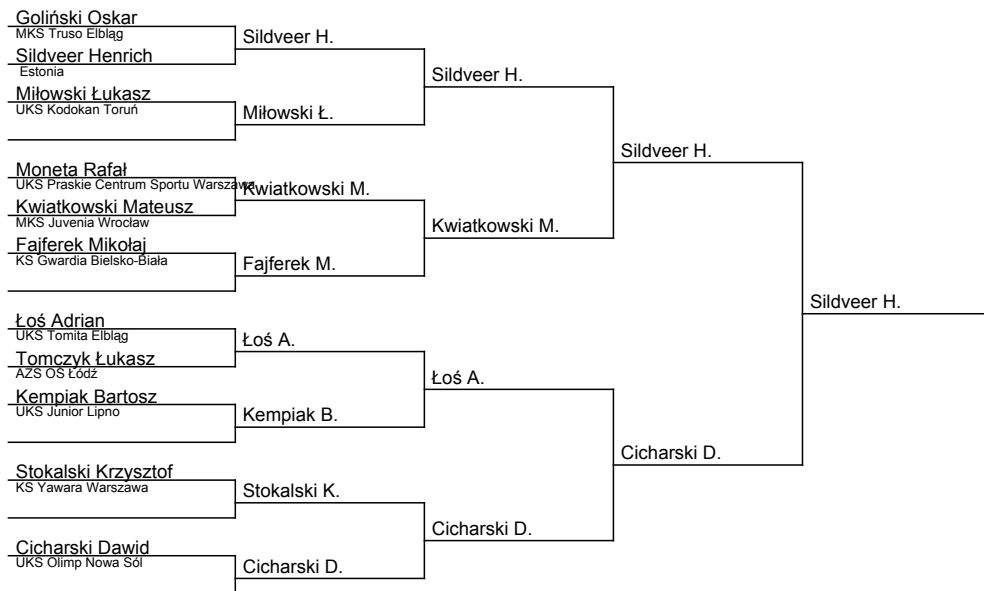 Goliński Oskar
MKS Truso Elbląg
Sildveer Henrich
Estonia
Miłowski Łukasz
UKS Kodokan Toruń
Moneta Rafał
UKS Praskie Centrum Sportu Warszawa
Kwiatkowski Mateusz
MKS Juvenia Wrocław
Fajferek Mikołaj
KS Gwardia Bielsko-Biała
Łoś Adrian
UKS Tomita Elbląg
Tomczyk Łukasz
AZS OŚ Łódź
Kempiak Bartosz
UKS Junior Lipno
Stokalski Krzysztof
KS Yawara Warszawa
Cicharski Dawid
UKS Olimp Nowa Sól
Sildveer H.
Miłowski Ł.
Kwiatkowski M.
Fajferek M.
Łoś A.
Kempiak B.
Stokalski K.
Cicharski D.
Sildveer H.
Kwiatkowski M.
Łoś A.
Cicharski D.
Sildveer H.
Cicharski D.
Sildveer H.